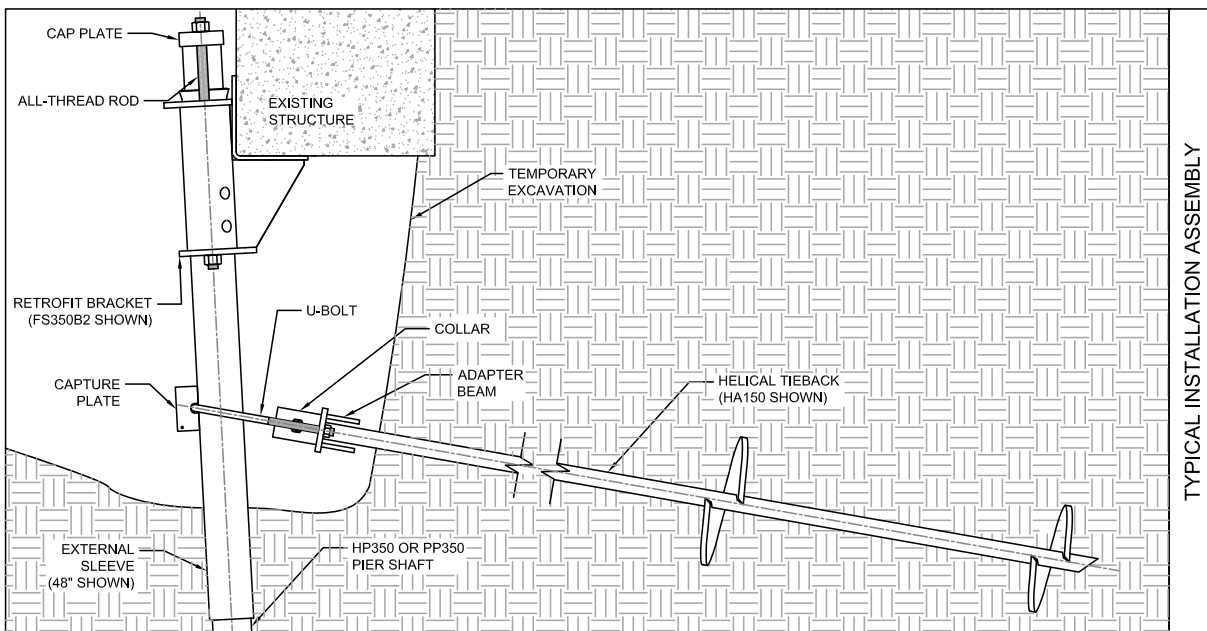 CAP PLATE
ALL-THREAD ROD
EXISTING
STRUCTURE
TEMPORARY
EXCAVATION
RETROFIT BRACKET
(FS350B2 SHOWN)
U-BOLT
COLLAR
CAPTURE
PLATE
ADAPTER
BEAM
HELICAL TIEBACK
(HA150 SHOWN)
EXTERNAL
SLEEVE
(48" SHOWN)
HP350 OR PP350
PIER SHAFT
TYPICAL INSTALLATION ASSEMBLY